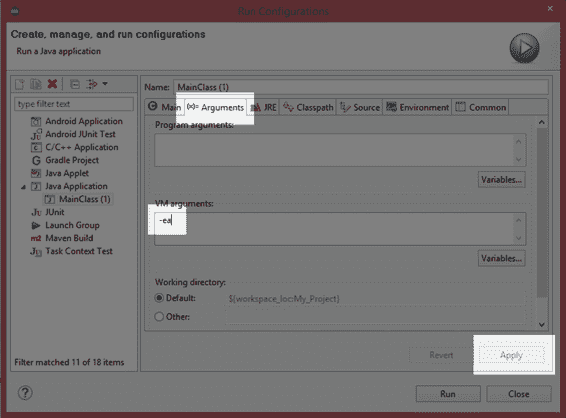 Run Configurations
Create, manage, and run configurations
Run a Java application
Name: MainClass (1)
type filter text
Main (x)= Arguments JRE Classpath Source Environment Common
Android Application
Android JUnit Test
C/C++ Application
Gradle Project
Java Applet
Java Application
MainClass (1)
JUnit
Launch Group
m2 Maven Build
Task Context Test
Filter matched 11 of 18 items
Program arguments:
Variables...
VM arguments:
-ea
Variables...
Working directory:
Default: ${workspace_loc:My_Project}
Other:
Revert Apply
Run Close